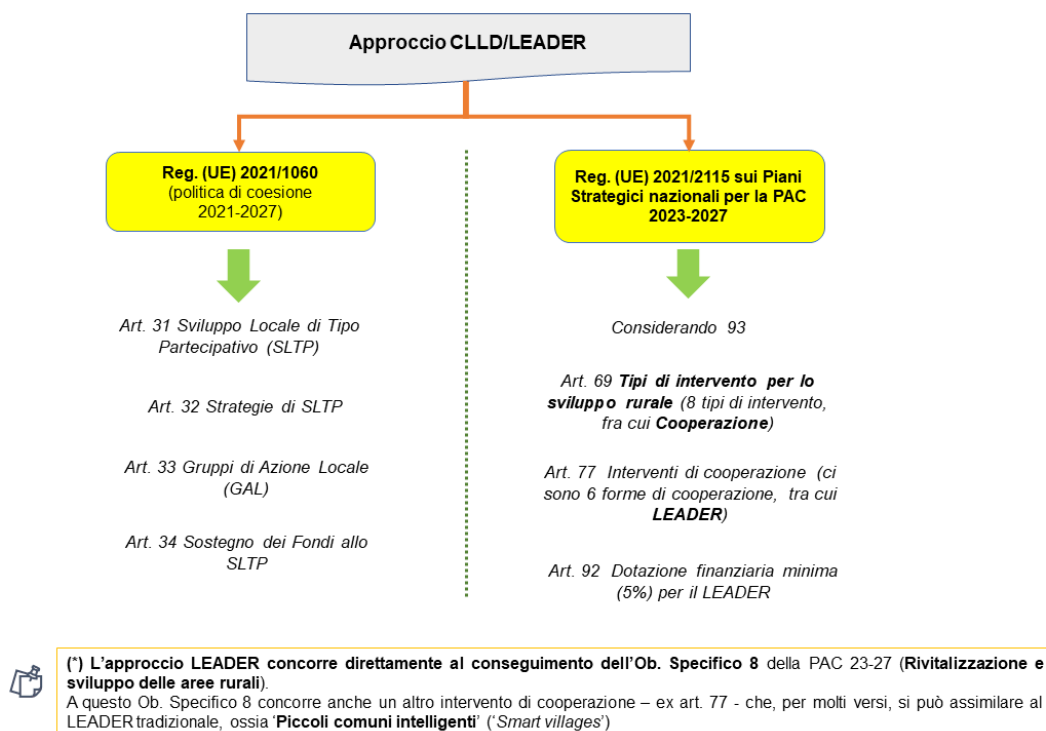 Approccio CLLD/LEADER
Reg. (UE) 2021/1060
(politica di coesione
2021-2027)
Art. 31 Sviluppo Locale di Tipo
Partecipativo (SLTP)
Art. 32 Strategie di SLTP
Art. 33 Gruppi di Azione Locale
(GAL)
Art. 34 Sostegno dei Fondi allo
SLTP
Reg. (UE) 2021/2115 sui Piani
Strategici nazionali per la PAC
2023-2027
Considerando 93
Art. 69 Tipi di intervento per lo
sviluppo rurale (8 tipi di intervento,
fra cui Cooperazione)
Art. 77 Interventi di cooperazione (ci
sono 6 forme di cooperazione, tra cui
LEADER)
Art. 92 Dotazione finanziaria minima
(5%) per il LEADER
(*) L'approccio LEADER concorre direttamente al conseguimento dell'Ob. Specifico 8 della PAC 23-27 (Rivitalizzazione e
sviluppo delle aree rurali).
A questo Ob. Specifico 8 concorre anche un altro intervento di cooperazione – ex art. 77 - che, per molti versi, si può assimilare al
LEADER tradizionale, ossia 'Piccoli comuni intelligenti' ('Smart villages')